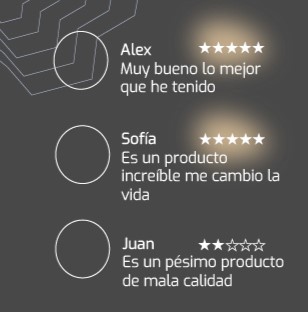 Alex ★★★★★
Muy bueno lo mejor
que he tenido
Sofía ★★★★★
Es un producto
increíble me cambio la
vida
Juan ★★☆☆☆
Es un pésimo producto
de mala calidad